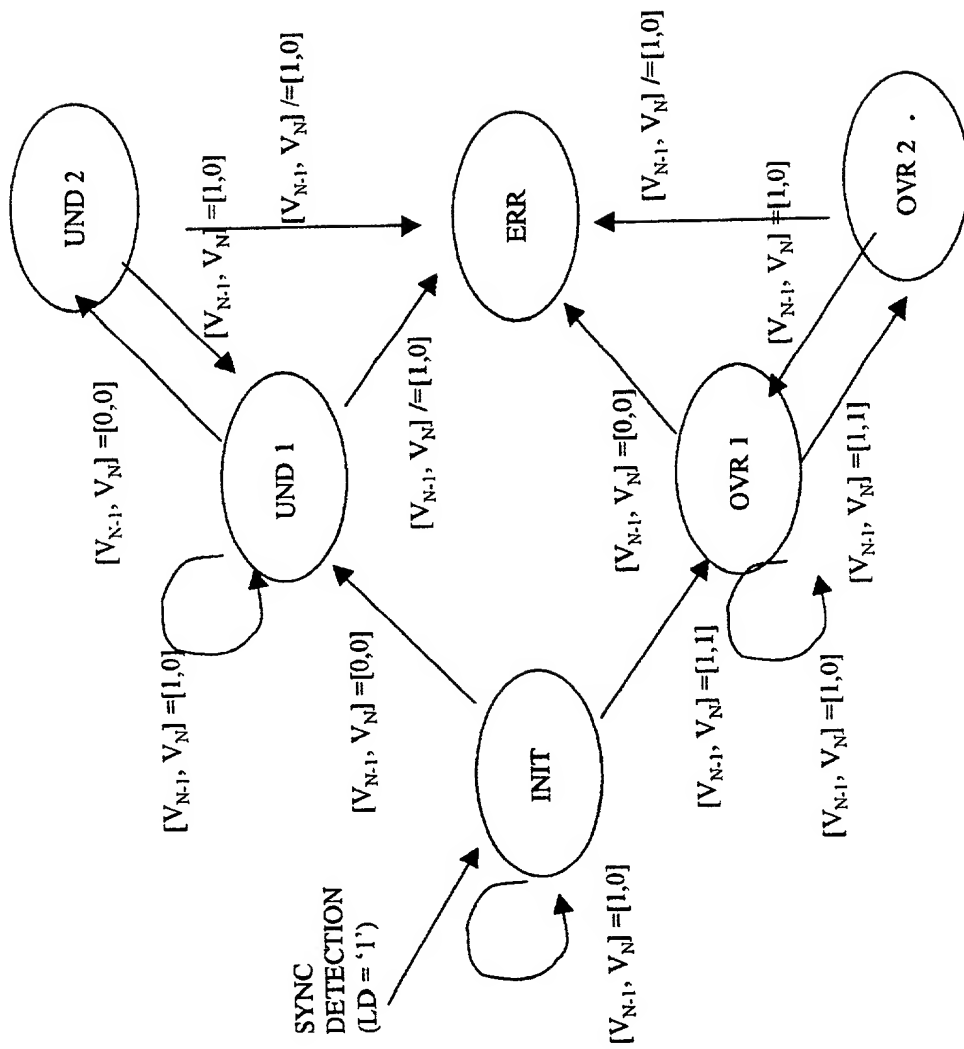 UND 2
[V_{N-1}, V_N] =[0,0]
[V_{N-1}, V_N] =[1,0]
[V_{N-1}, V_N] /=[1,0]
[V_{N-1}, V_N] =[1,0]
UND 1
[V_{N-1}, V_N] /=[1,0]
ERR
[V_{N-1}, V_N] =[0,0]
SYNC
DETECTION
(LD = ‘1’)
INIT
[V_{N-1}, V_N] =[1,0]
[V_{N-1}, V_N] =[0,0]
[V_{N-1}, V_N] /=[1,0]
[V_{N-1}, V_N] =[1,0]
[V_{N-1}, V_N] =[1,1]
OVR 1
OVR 2 .
[V_{N-1}, V_N] =[1,0]
[V_{N-1}, V_N] =[1,1]